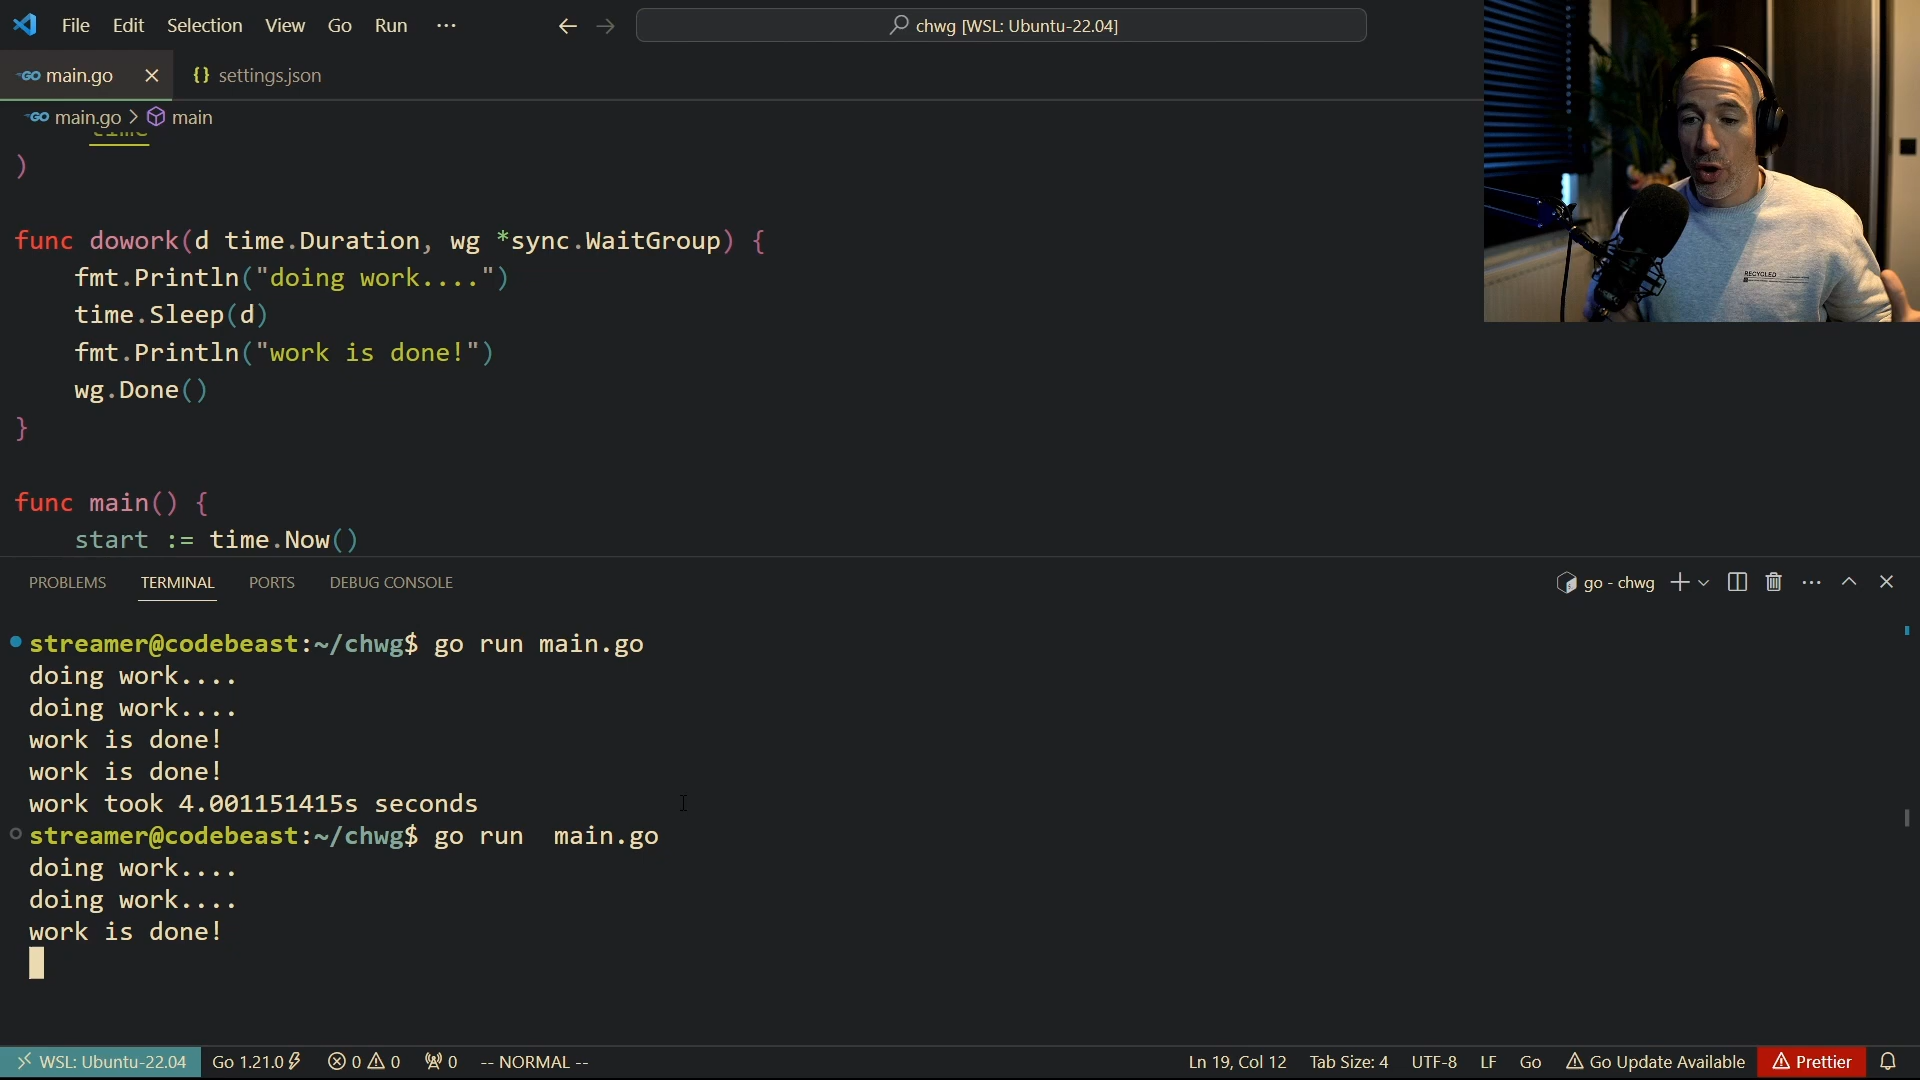 File Edit Selection View Go Run ···
chwg [WSL: Ubuntu-22.04]
GO main.go
{} settings.json
GO main.go > main
time
)
func dowork(d time.Duration, wg *sync.WaitGroup) {
fmt.Println("doing work....")
time.Sleep(d)
fmt.Println("work is done!")
wg.Done()
}
func main() {
start := time.Now()
RECYCLED
PROBLEMS TERMINAL PORTS DEBUG CONSOLE
go - chwg
streamer@codebeast:~/chwg$ go run main.go
doing work....
doing work....
work is done!
work is done!
work took 4.001151415s seconds
streamer@codebeast:~/chwg$ go run  main.go
doing work....
doing work....
work is done!
WSL: Ubuntu-22.04 Go 1.21.0 0 0 0 -- NORMAL --
Ln 19, Col 12 Tab Size: 4 UTF-8 LF Go Go Update Available Prettier